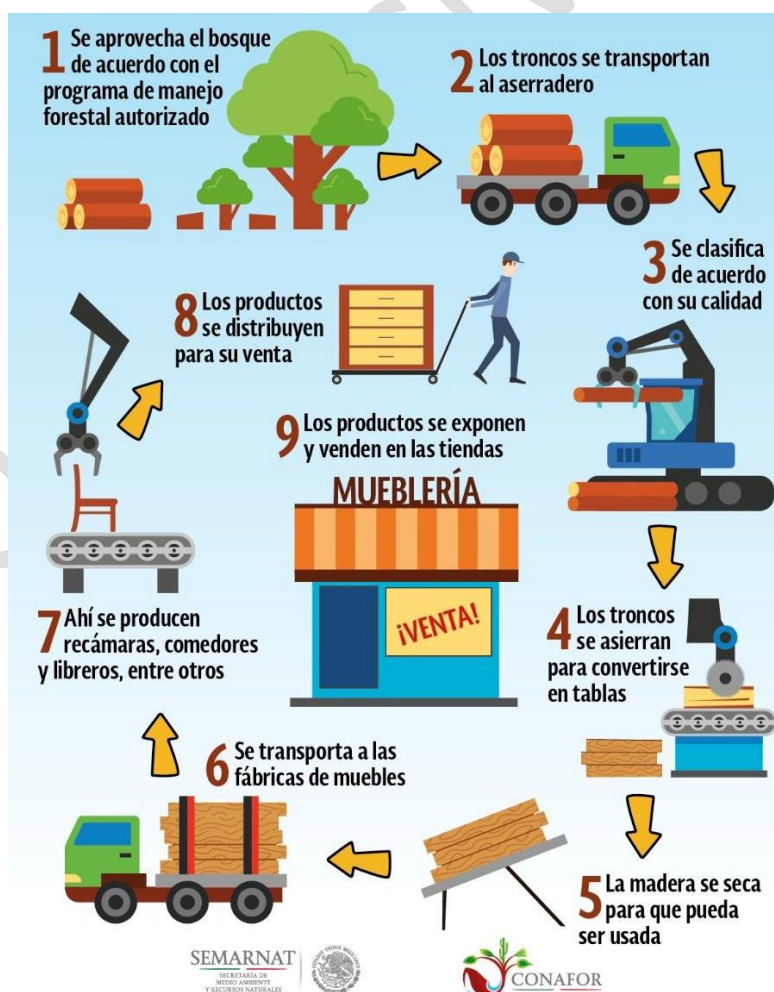 1 Se aprovecha el bosque
de acuerdo con el
programa de manejo
forestal autorizado
2 Los troncos se transportan
al aserradero
3 Se clasifica
de acuerdo
con su calidad
4 Los troncos
se asierran
para convertirse
en tablas
5 La madera se seca
para que pueda
ser usada
6 Se transporta a las
fábricas de muebles
7 Ahí se producen
recámaras, comedores
y libreros, entre otros
8 Los productos
se distribuyen
para su venta
9 Los productos se exponen
y venden en las tiendas
MUEBLERÍA
¡VENTA!
SEMARNAT
SECRETARÍA DE
MEDIO AMBIENTE
Y RECURSOS NATURALES
CONAFOR